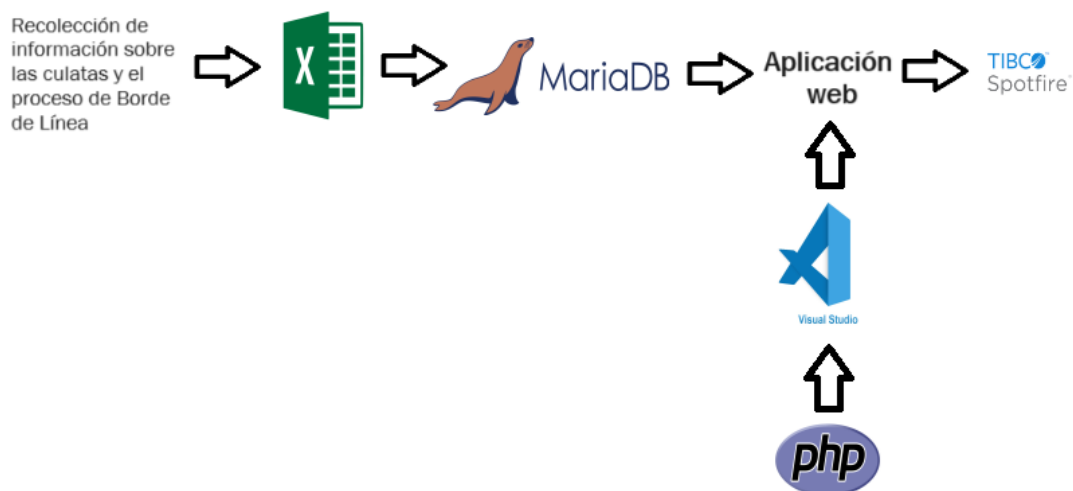 Recolección de
información sobre
las culatas y el
proceso de Borde
de Línea
X
MariaDB
Aplicación
web
TIBCO™
Spotfire®
Visual Studio
php